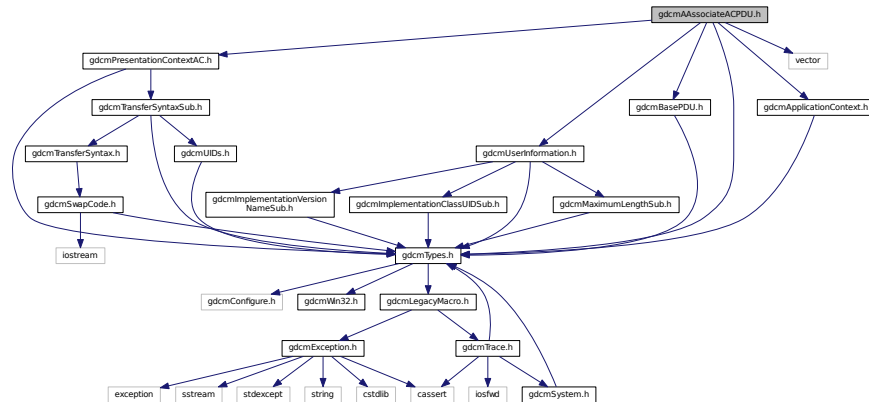 gdcmAAssociateACPDU.h
gdcmPresentationContextAC.h
vector
gdcmTransferSyntaxSub.h
gdcmBasePDU.h
gdcmApplicationContext.h
gdcmTransferSyntax.h
gdcmUIDs.h
gdcmUserInformation.h
gdcmSwapCode.h
gdcmImplementationVersion
NameSub.h
gdcmImplementationClassUIDSub.h
gdcmMaximumLengthSub.h
iostream
gdcmTypes.h
gdcmConfigure.h
gdcmWin32.h
gdcmLegacyMacro.h
gdcmException.h
gdcmTrace.h
exception
sstream
stdexcept
string
cstdlib
cassert
iosfwd
gdcmSystem.h